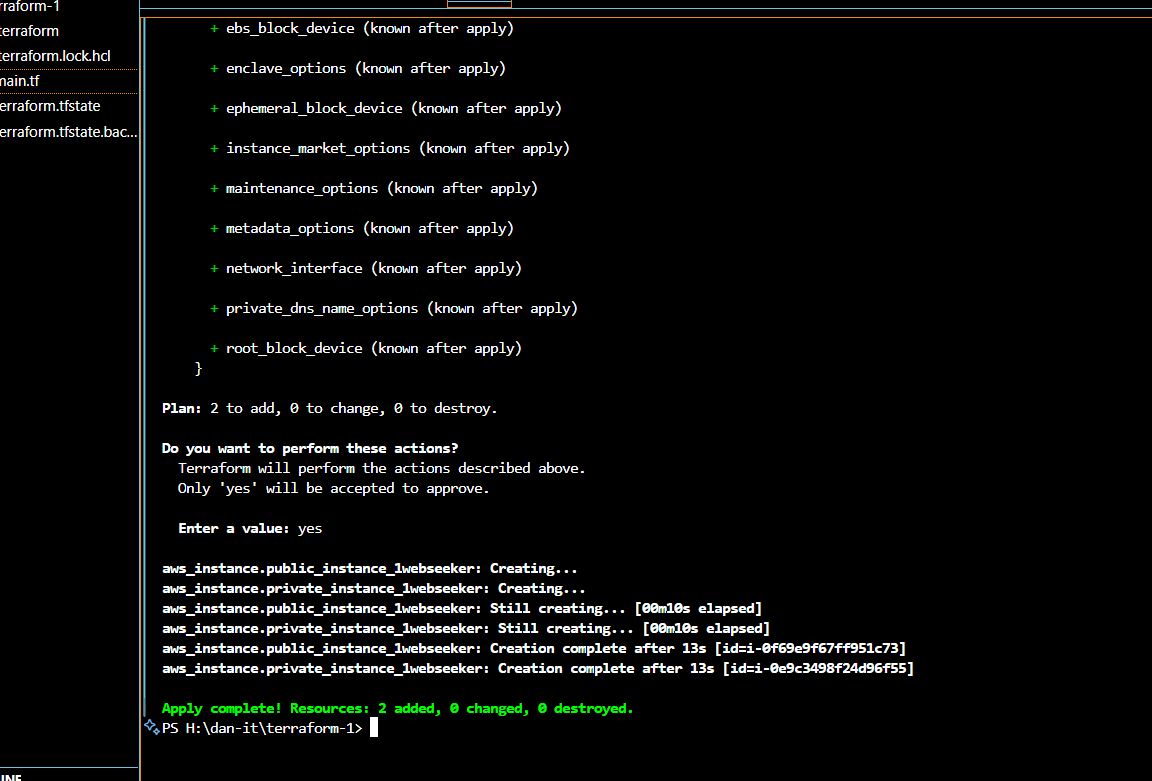 rraform-1
terraform
terraform.lock.hcl
main.tf
erraform.tfstate
erraform.tfstate.bac...
+ ebs_block_device (known after apply)
+ enclave_options (known after apply)
+ ephemeral_block_device (known after apply)
+ instance_market_options (known after apply)
+ maintenance_options (known after apply)
+ metadata_options (known after apply)
+ network_interface (known after apply)
+ private_dns_name_options (known after apply)
+ root_block_device (known after apply)
}
Plan: 2 to add, 0 to change, 0 to destroy.
Do you want to perform these actions?
Terraform will perform the actions described above.
Only 'yes' will be accepted to approve.
Enter a value: yes
aws_instance.public_instance_1webseeker: Creating...
aws_instance.private_instance_1webseeker: Creating...
aws_instance.public_instance_1webseeker: Still creating... [00m10s elapsed]
aws_instance.private_instance_1webseeker: Still creating... [00m10s elapsed]
aws_instance.public_instance_1webseeker: Creation complete after 13s [id=i-0f69e9f67ff951c73]
aws_instance.private_instance_1webseeker: Creation complete after 13s [id=i-0e9c3498f24d96f55]
Apply complete! Resources: 2 added, 0 changed, 0 destroyed.
PS H:\dan-it\terraform-1>